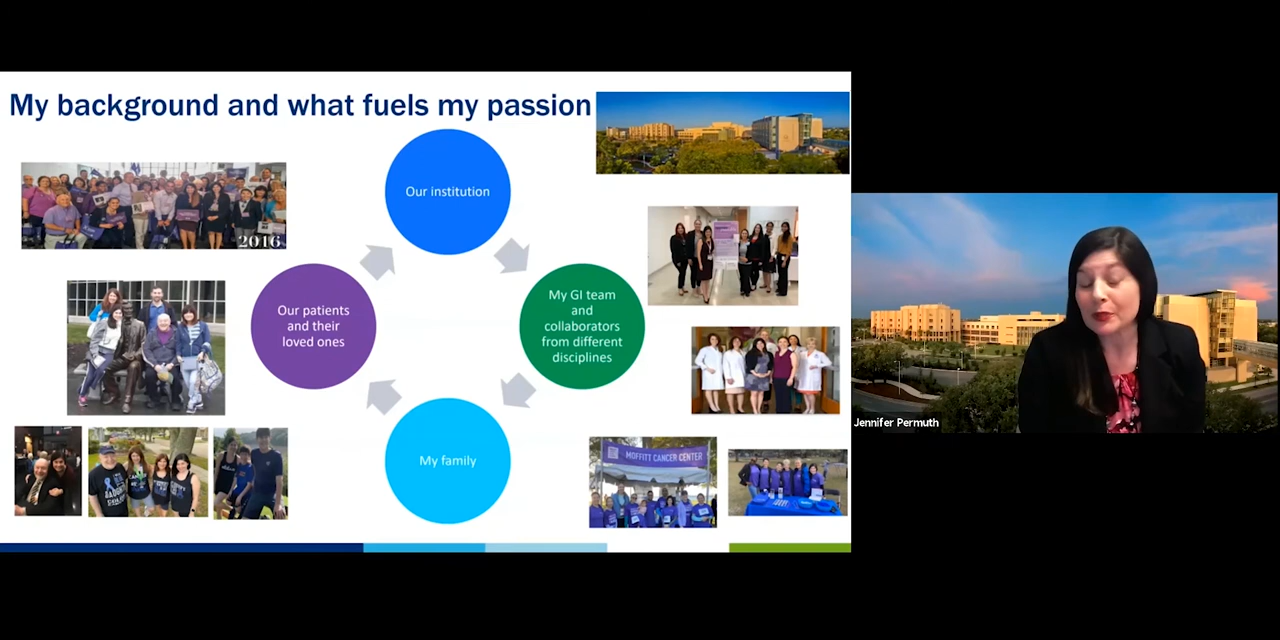 My background and what fuels my passion
Our institution
2016
Our patients
and their
loved ones
My GI team
and
collaborators
from different
disciplines
My family
MOFFITT CANCER CENTER
Jennifer Permuth